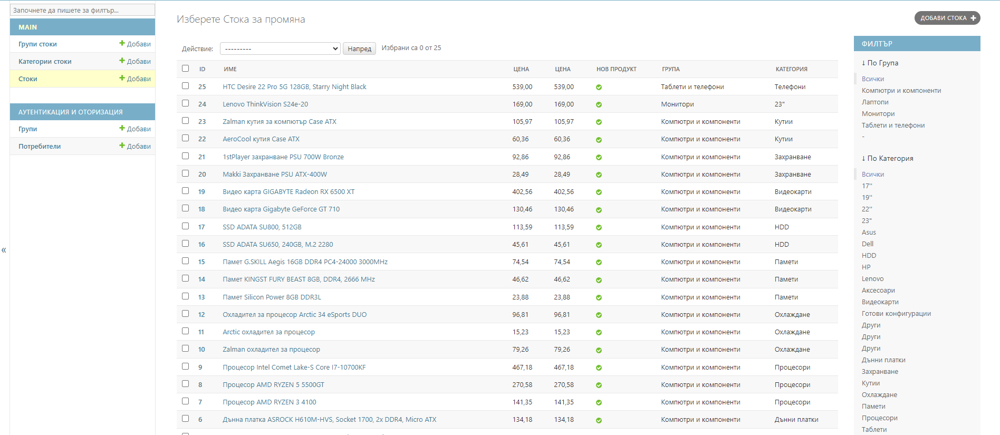 Започнете да пишете за филтър...
MAIN
Групи стоки Добави
Категории стоки Добави
Стоки Добави
АУТЕНТИКАЦИЯ И ОТОРИЗАЦИЯ
Групи Добави
Потребители Добави
«
Изберете Стока за промяна
ДОБАВИ СТОКА +
Действие: --------- Напред Избрани са 0 от 25
ID ИМЕ ЦЕНА ЦЕНА НОВ ПРОДУКТ ГРУПА КАТЕГОРИЯ
25 HTC Desire 22 Pro 5G 128GB, Starry Night Black 539,00 539,00 Таблети и телефони Телефони
24 Lenovo ThinkVision S24e-20 169,00 169,00 Монитори 23"
23 Zalman кутия за компютър Case ATX 105,97 105,97 Компютри и компоненти Кутии
22 AeroCool кутия Case ATX 60,36 60,36 Компютри и компоненти Кутии
21 1stPlayer захранване PSU 700W Bronze 92,86 92,86 Компютри и компоненти Захранване
20 Makki Захранване PSU ATX-400W 28,49 28,49 Компютри и компоненти Захранване
19 Видео карта GIGABYTE Radeon RX 6500 XT 402,56 402,56 Компютри и компоненти Видеокарти
18 Видео карта Gigabyte GeForce GT 710 130,46 130,46 Компютри и компоненти Видеокарти
17 SSD ADATA SU800, 512GB 113,59 113,59 Компютри и компоненти HDD
16 SSD ADATA SU650, 240GB, M.2 2280 45,61 45,61 Компютри и компоненти HDD
15 Памет G.SKILL Aegis 16GB DDR4 PC4-24000 3000MHz 74,54 74,54 Компютри и компоненти Памети
14 Памет KINGST FURY BEAST 8GB, DDR4, 2666 MHz 46,62 46,62 Компютри и компоненти Памети
13 Памет Silicon Power 8GB DDR3L 23,88 23,88 Компютри и компоненти Памети
12 Охладител за процесор Arctic 34 eSports DUO 96,81 96,81 Компютри и компоненти Охлаждане
11 Arctic охладител за процесор 15,23 15,23 Компютри и компоненти Охлаждане
10 Zalman охладител за процесор 79,26 79,26 Компютри и компоненти Охлаждане
9 Процесор Intel Comet Lake-S Core I7-10700KF 467,18 467,18 Компютри и компоненти Процесори
8 Процесор AMD RYZEN 5 5500GT 270,58 270,58 Компютри и компоненти Процесори
7 Процесор AMD RYZEN 3 4100 141,35 141,35 Компютри и компоненти Процесори
6 Дънна платка ASROCK H610M-HVS, Socket 1700, 2x DDR4, Micro ATX 134,18 134,18 Компютри и компоненти Дънни платки
ФИЛТЪР
↓ По Група
Всички
Компютри и компоненти
Лаптопи
Монитори
Таблети и телефони
-
↓ По Категория
Всички
17''
19''
22''
23"
Asus
Dell
HDD
HP
Lenovo
Аксесоари
Видеокарти
Готови конфигурации
Други
Други
Други
Дънни платки
Захранване
Кутии
Охлаждане
Памети
Процесори
Таблети